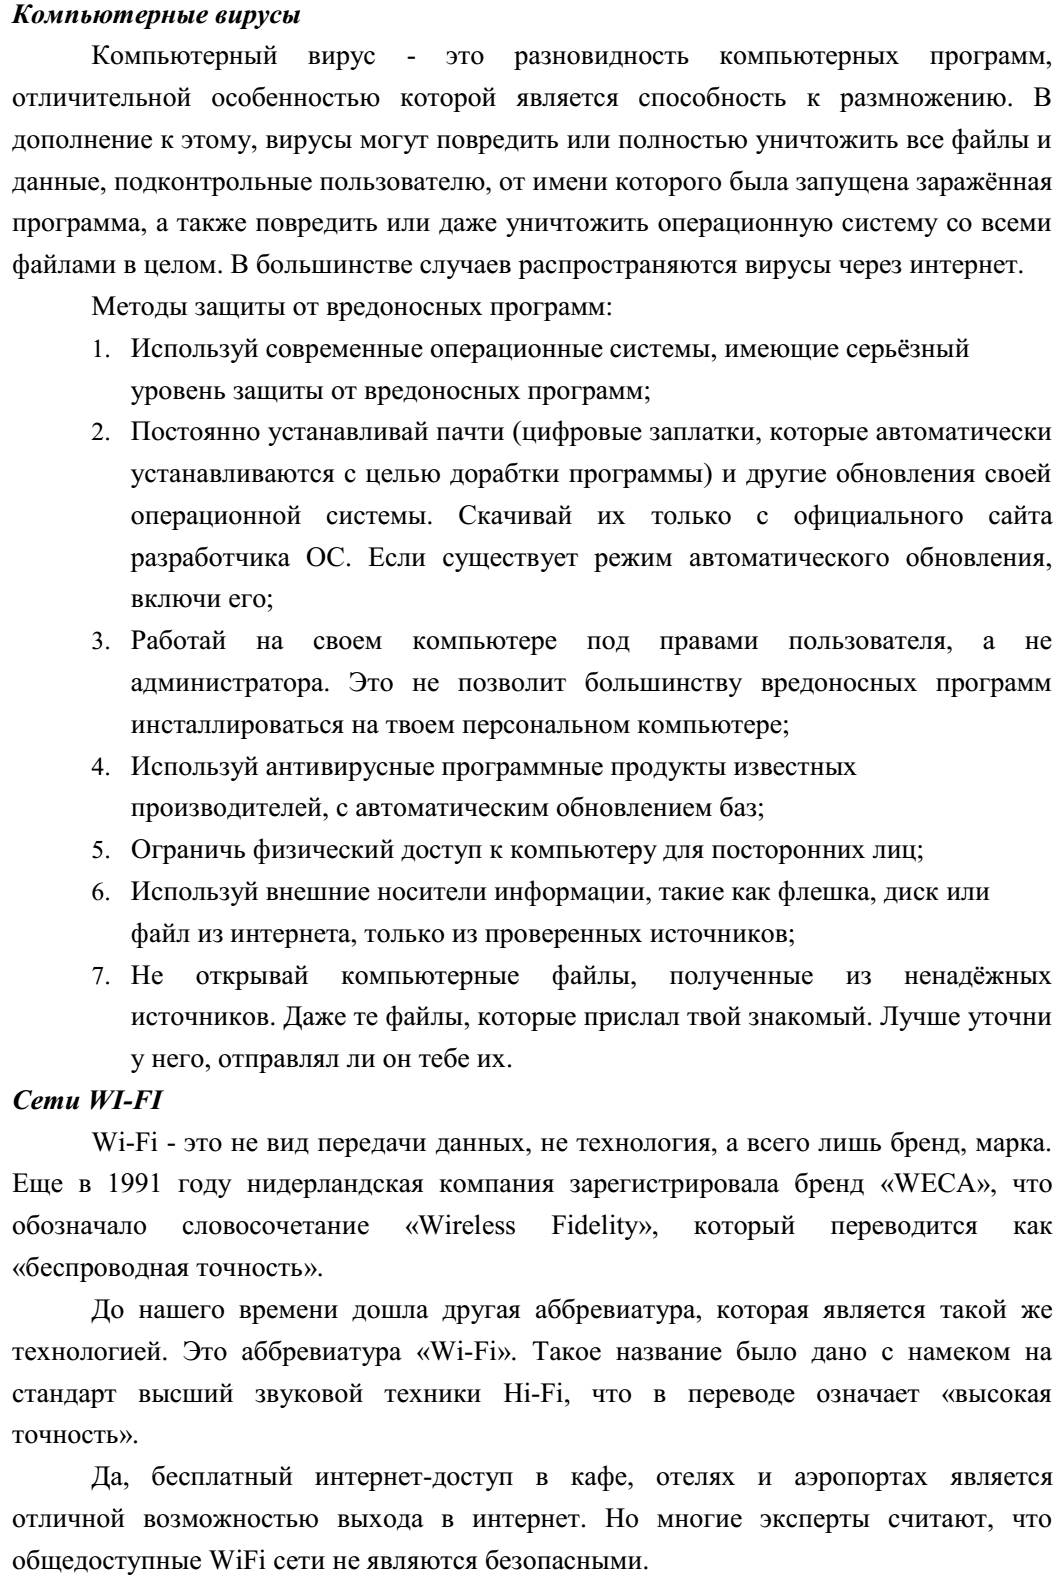 Компьютерные вирусы
Компьютерный вирус - это разновидность компьютерных программ,
отличительной особенностью которой является способность к размножению. В
дополнение к этому, вирусы могут повредить или полностью уничтожить все файлы и
данные, подконтрольные пользователю, от имени которого была запущена заражённая
программа, а также повредить или даже уничтожить операционную систему со всеми
файлами в целом. В большинстве случаев распространяются вирусы через интернет.
Методы защиты от вредоносных программ:
1. Используй современные операционные системы, имеющие серьёзный
уровень защиты от вредоносных программ;
2. Постоянно устанавливай пачти (цифровые заплатки, которые автоматически
устанавливаются с целью дорабтки программы) и другие обновления своей
операционной системы. Скачивай их только с официального сайта
разработчика ОС. Если существует режим автоматического обновления,
включи его;
3. Работай на своем компьютере под правами пользователя, а не
администратора. Это не позволит большинству вредоносных программ
инсталлироваться на твоем персональном компьютере;
4. Используй антивирусные программные продукты известных
производителей, с автоматическим обновлением баз;
5. Ограничь физический доступ к компьютеру для посторонних лиц;
6. Используй внешние носители информации, такие как флешка, диск или
файл из интернета, только из проверенных источников;
7. Не открывай компьютерные файлы, полученные из ненадёжных
источников. Даже те файлы, которые прислал твой знакомый. Лучше уточни
у него, отправлял ли он тебе их.
Сети WI-FI
Wi-Fi - это не вид передачи данных, не технология, а всего лишь бренд, марка.
Еще в 1991 году нидерландская компания зарегистрировала бренд «WECA», что
обозначало словосочетание «Wireless Fidelity», который переводится как
«беспроводная точность».
До нашего времени дошла другая аббревиатура, которая является такой же
технологией. Это аббревиатура «Wi-Fi». Такое название было дано с намеком на
стандарт высший звуковой техники Hi-Fi, что в переводе означает «высокая
точность».
Да, бесплатный интернет-доступ в кафе, отелях и аэропортах является
отличной возможностью выхода в интернет. Но многие эксперты считают, что
общедоступные WiFi сети не являются безопасными.